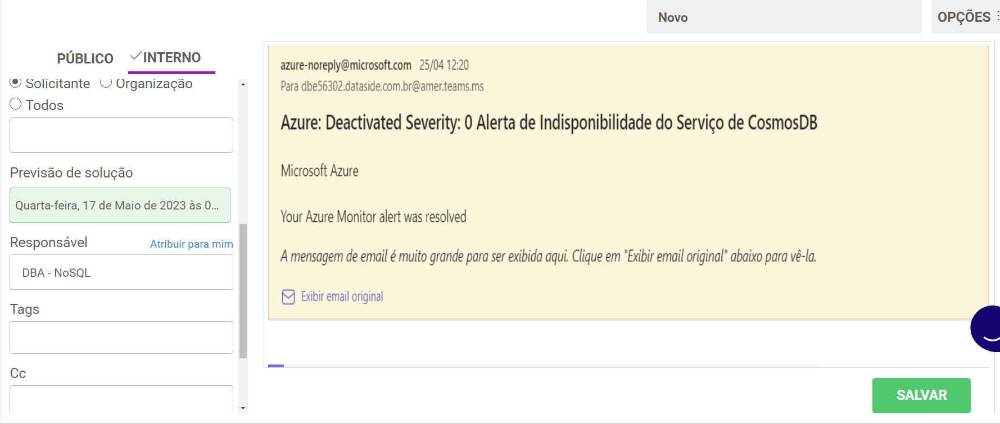 Novo
OPÇÕES
PÚBLICO
INTERNO
Solicitante
Organização
Todos
Previsão de solução
Quarta-feira, 17 de Maio de 2023 às 0...
Responsável
Atribuir para mim
DBA - NoSQL
Tags
Cc
azure-noreply@microsoft.com 25/04 12:20
Para dbe56302.dataside.com.br@amer.teams.ms
Azure: Deactivated Severity: 0 Alerta de Indisponibilidade do Serviço de CosmosDB
Microsoft Azure
Your Azure Monitor alert was resolved
A mensagem de email é muito grande para ser exibida aqui. Clique em "Exibir email original" abaixo para vê-la.
Exibir email original
SALVAR